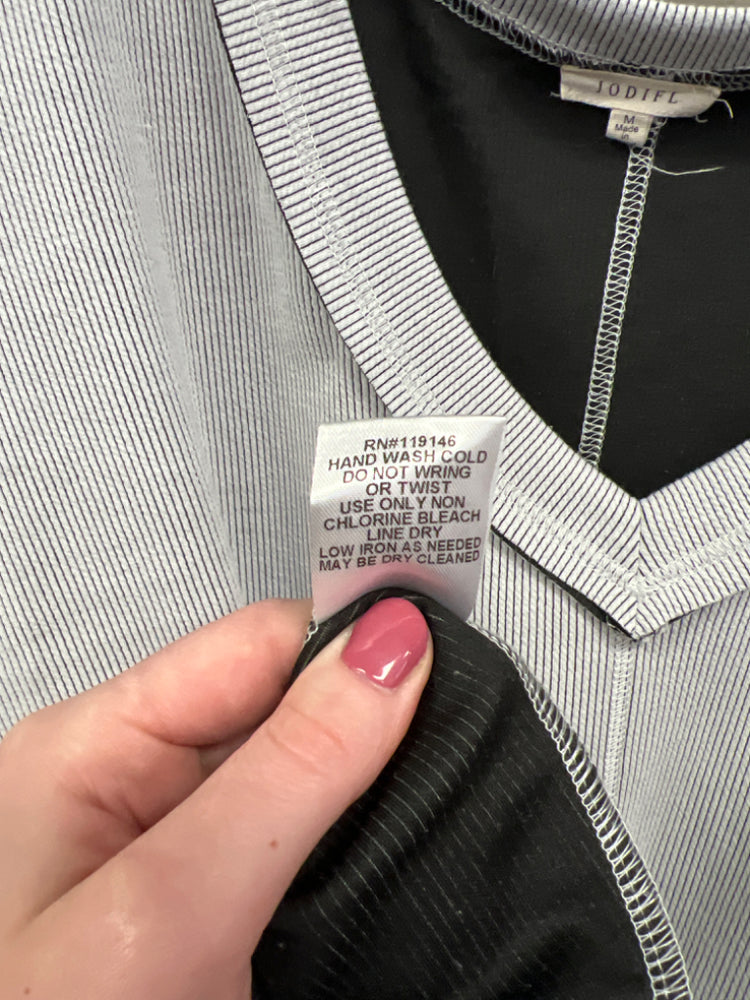 JODIFL
M
Made
in
RN#119146
HAND WASH COLD
DO NOT WRING
OR TWIST
USE ONLY NON
CHLORINE BLEACH
LINE DRY
LOW IRON AS NEEDED
MAY BE DRY CLEANED